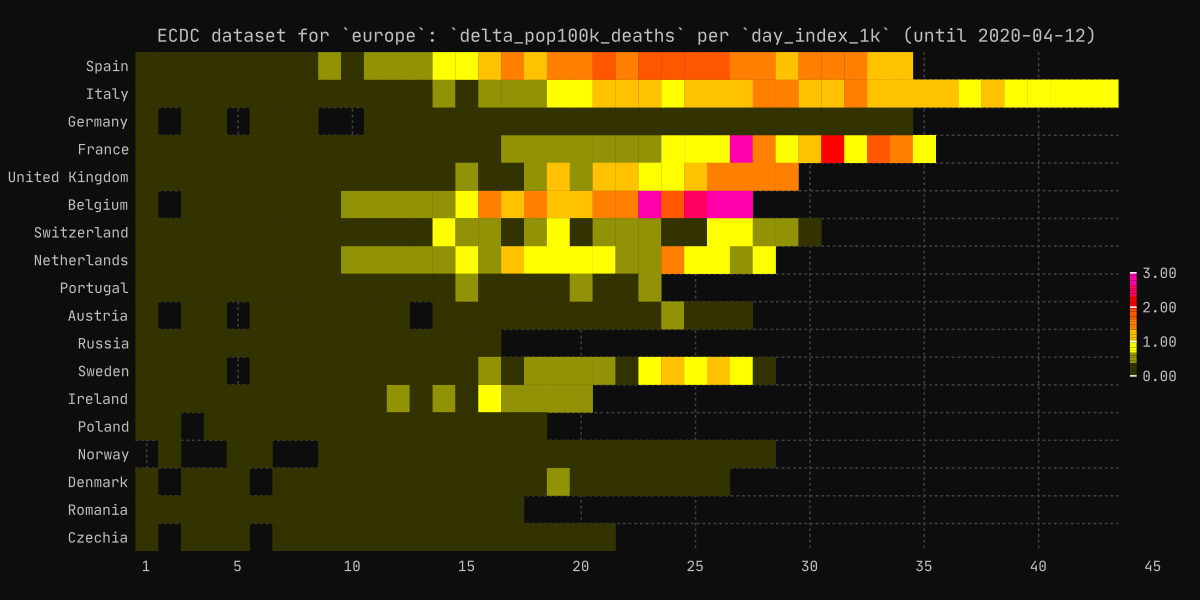 ECDC dataset for `europe`: `delta_pop100k_deaths` per `day_index_1k` (until 2020-04-12)
Spain
Italy
Germany
France
United Kingdom
Belgium
Switzerland
Netherlands
Portugal
Austria
Russia
Sweden
Ireland
Poland
Norway
Denmark
Romania
Czechia
3.00
2.00
1.00
0.00
1 5 10 15 20 25 30 35 40 45